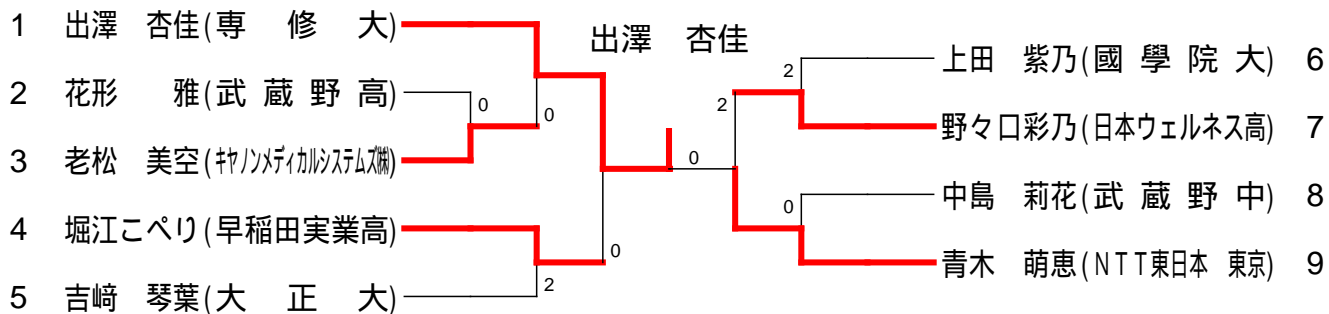 1 出澤 杏佳(専修大)
2 花形 雅(武蔵野高)
3 老松 美空(キヤノンメディカルシステムズ㈱)
4 堀江こぺり(早稲田実業高)
5 吉﨑 琴葉(大正大)
0
0
2
0
出澤 杏佳
0
2
2
0
上田 紫乃(國學院大) 6
野々口彩乃(日本ウェルネス高) 7
中島 莉花(武蔵野中) 8
青木 萌恵(NTT東日本 東京) 9